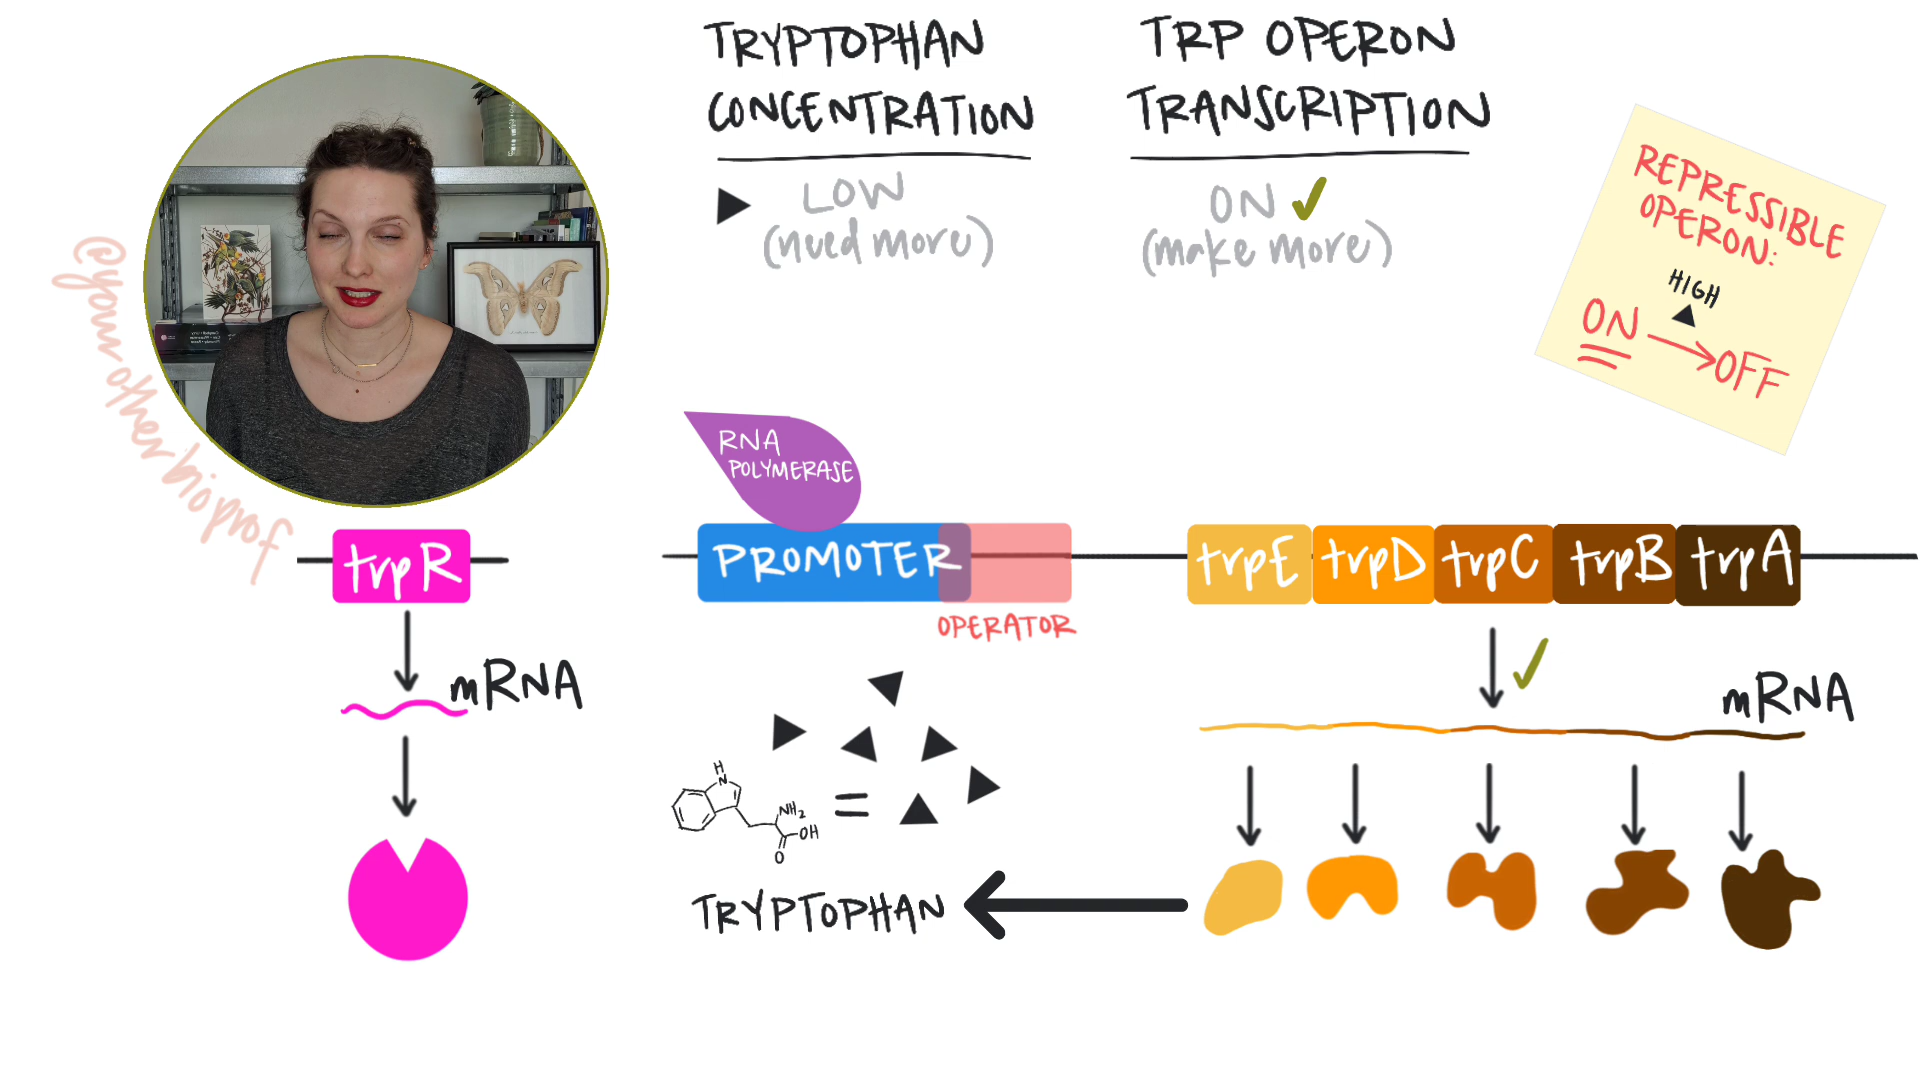 TRYPTOPHAN
CONCENTRATION
LOW
(need more)
TRP OPERON
TRANSCRIPTION
ON ✓
(make more)
REPRESSIBLE
OPERON:
HIGH
ON → OFF
@yourotherbioprof
RNA
POLYMERASE
trpR
PROMOTER
OPERATOR
trpE trpD trpC trpB trpA
mRNA
mRNA
H
N
NH2
OH
O
=
TRYPTOPHAN